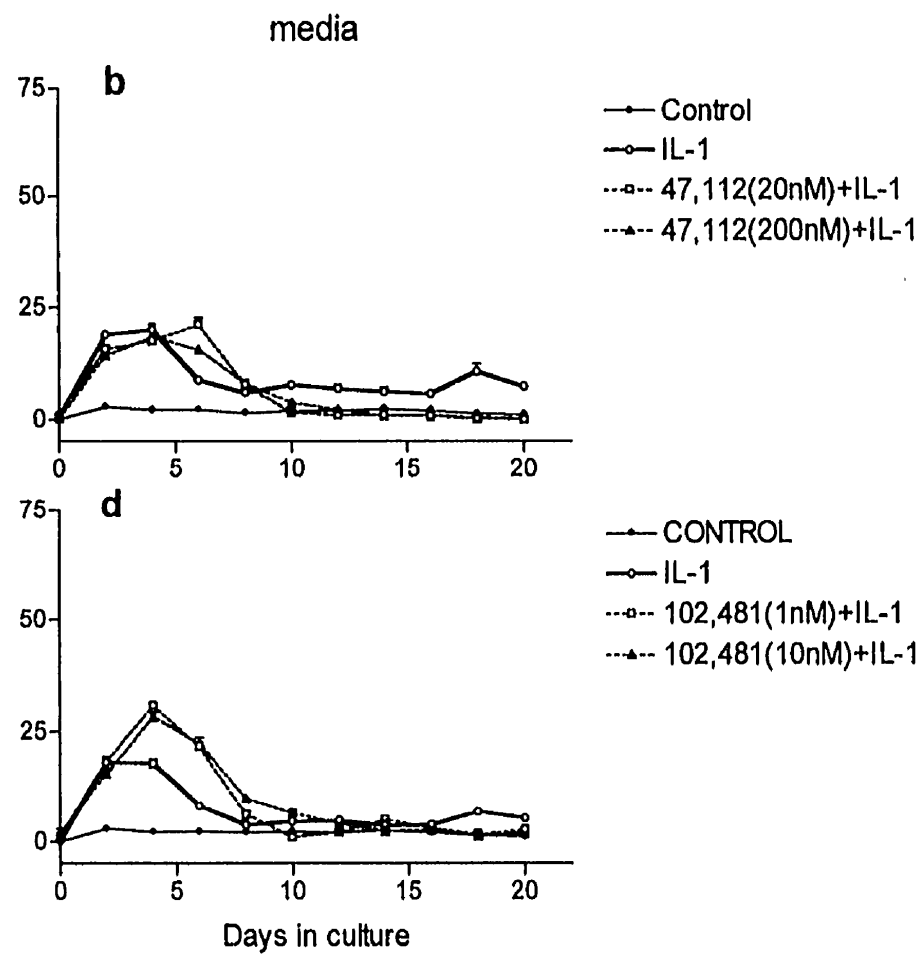 media
b
75
50
25
0
0 5 10 15 20
Control
IL-1
47,112(20nM)+IL-1
47,112(200nM)+IL-1
d
75
50
25
0
0 5 10 15 20
Days in culture
CONTROL
IL-1
102,481(1nM)+IL-1
102,481(10nM)+IL-1